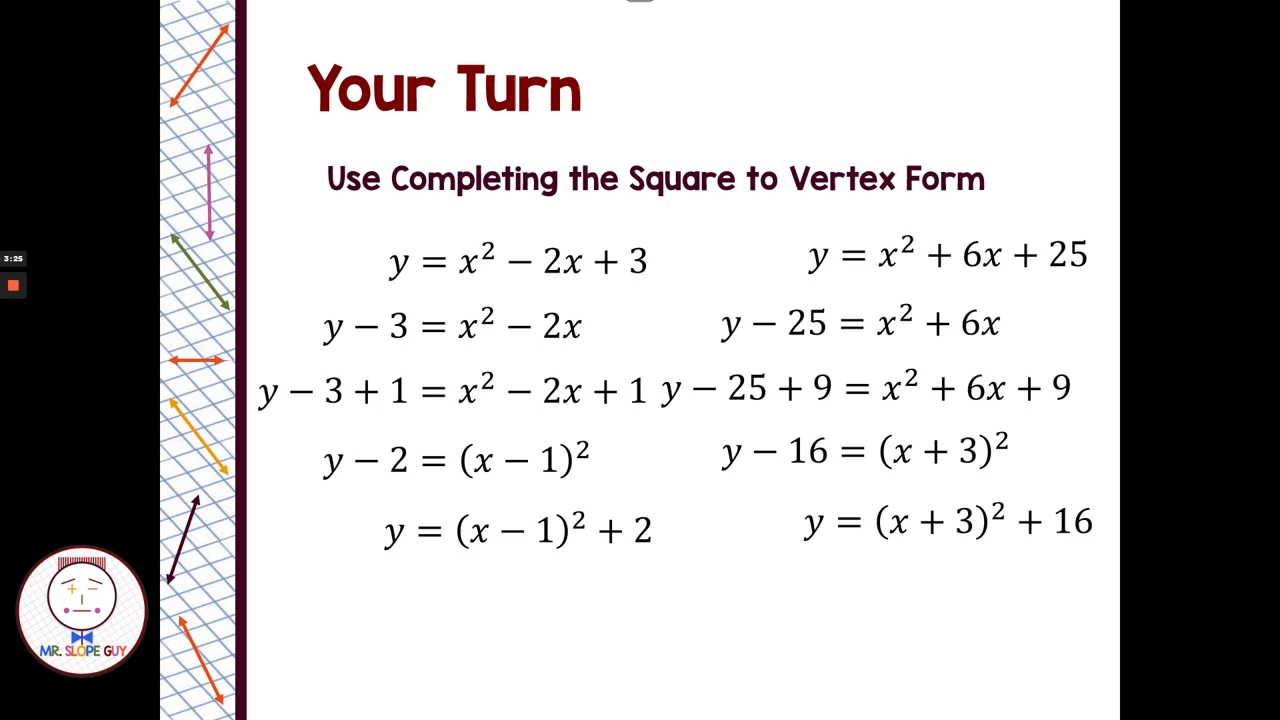 Your Turn
Use Completing the Square to Vertex Form
y = x² − 2x + 3
y − 3 = x² − 2x
y − 3 + 1 = x² − 2x + 1
y − 2 = (x − 1)²
y = (x − 1)² + 2
y = x² + 6x + 25
y − 25 = x² + 6x
y − 25 + 9 = x² + 6x + 9
y − 16 = (x + 3)²
y = (x + 3)² + 16
3:25
MR. SLOPE GUY